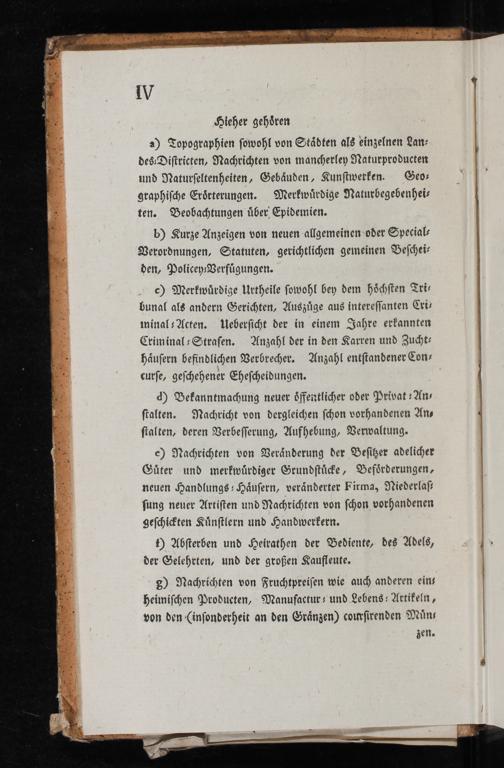 IV
Hieher gehören
a) Topographien sowohl von Städten als einzelnen Lan-
des-Districten, Nachrichten von mancherley Naturproducten
und Naturseltenheiten, Gebäuden, Kunstwerken. Geo-
graphische Erörterungen. Merkwürdige Naturbegebenhei-
ten. Beobachtungen über Epidemien.
b) Kurze Anzeigen von neuen allgemeinen oder Special-
Verordnungen, Statuten, gerichtlichen gemeinen Beschei-
den, Policey-Verfügungen.
c) Merkwürdige Urtheile sowohl bey dem höchsten Tri-
bunal als andern Gerichten, Auszüge aus interessanten Cri-
minal-Acten. Uebersicht der in einem Jahre erkannten
Criminal-Strafen. Anzahl der in den Karren und Zucht-
häusern befindlichen Verbrecher. Anzahl entstandener Con-
curse, geschehener Ehescheidungen.
d) Bekanntmachung neuer öffentlicher oder Privat-An-
stalten. Nachricht von dergleichen schon vorhandenen An-
stalten, deren Verbesserung, Aufhebung, Verwaltung.
e) Nachrichten von Veränderung der Besitzer adelicher
Güter und merkwürdiger Grundstücke, Beförderungen,
neuen Handlungs-Häusern, veränderter Firma, Niederlas-
sung neuer Artisten und Nachrichten von schon vorhandenen
geschickten Künstlern und Handwerkern.
f) Absterben und Heirathen der Bediente, des Adels,
der Gelehrten, und der großen Kaufleute.
g) Nachrichten von Fruchtpreisen wie auch anderen ein-
heimischen Producten, Manufactur- und Lebens-Artikeln,
von den (insonderheit an den Gränzen) coursirenden Mün-
zen.